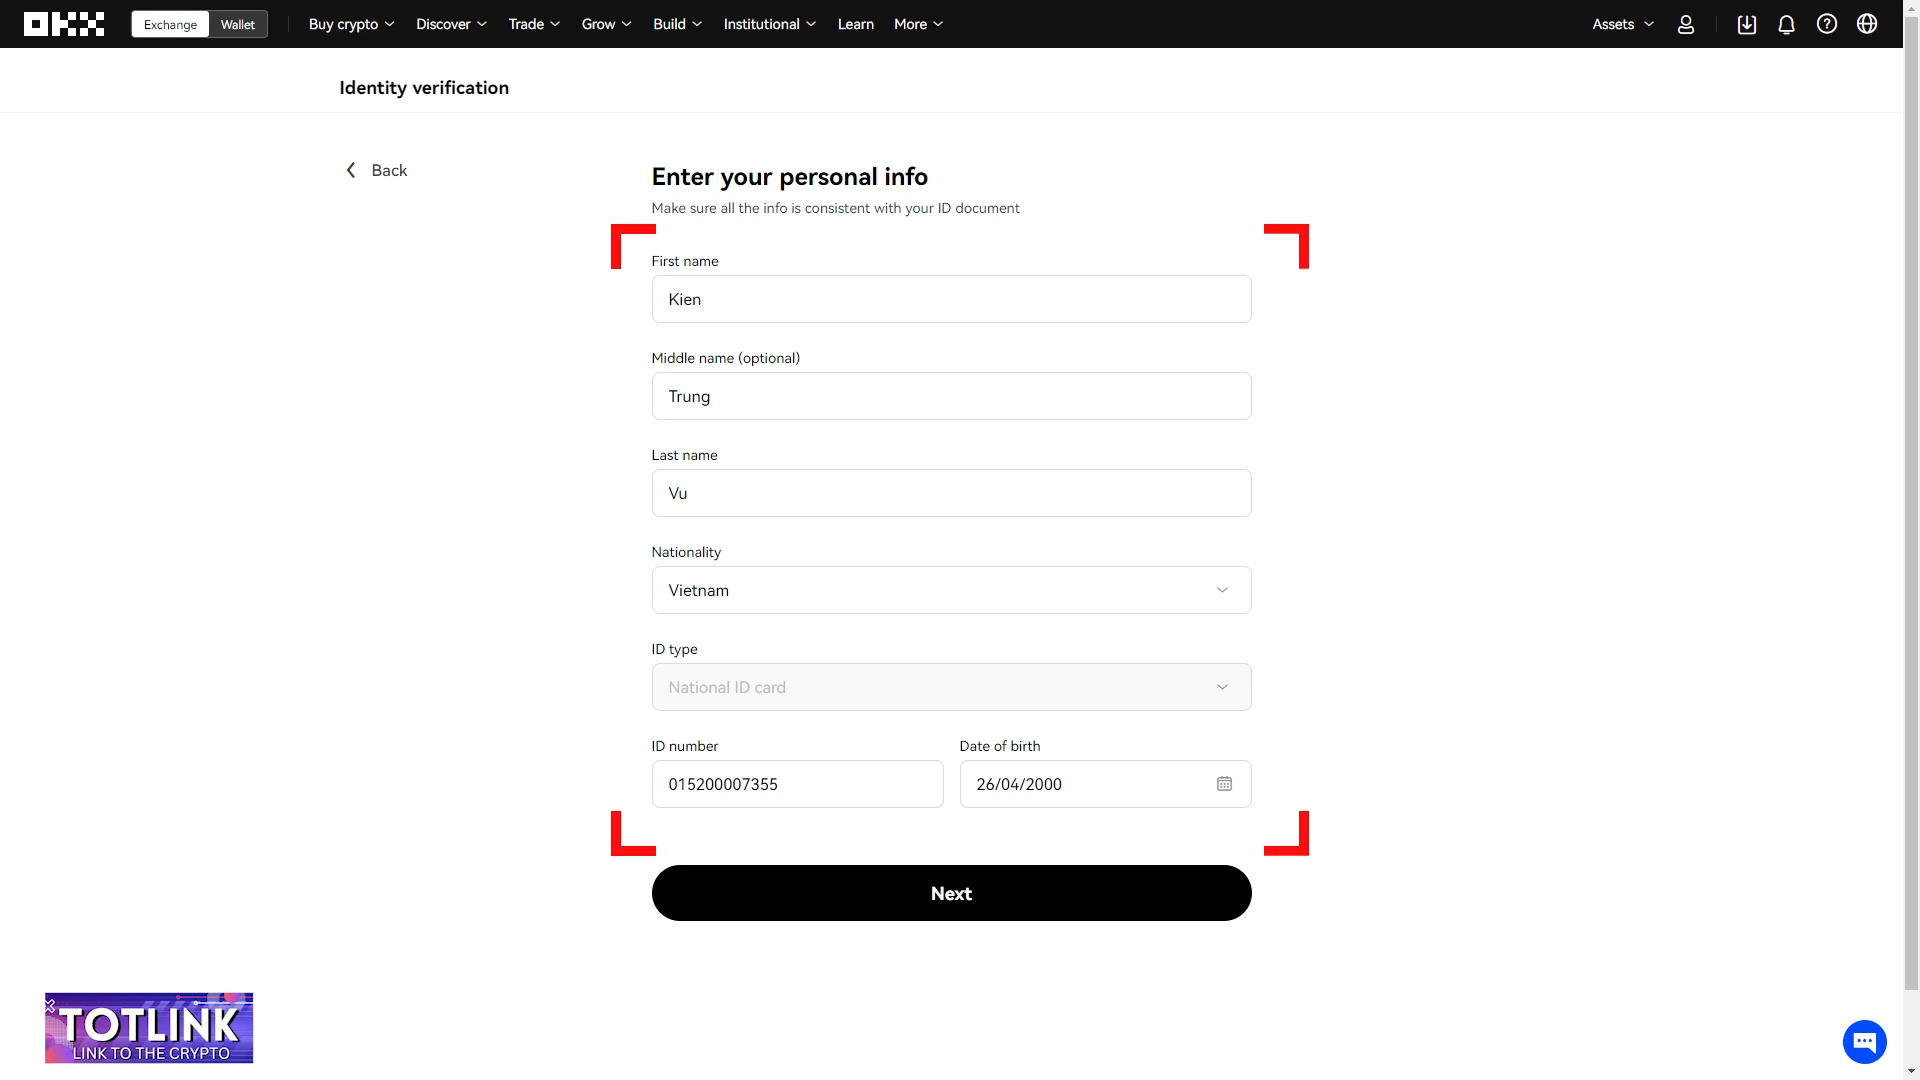 OKX
Exchange Wallet Buy crypto Discover Trade Grow Build Institutional Learn More Assets
Identity verification
Back
Enter your personal info
Make sure all the info is consistent with your ID document
First name
Kien
Middle name (optional)
Trung
Last name
Vu
Nationality
Vietnam
ID type
National ID card
ID number Date of birth
015200007355 26/04/2000
Next
TOTLINK
LINK TO THE CRYPTO